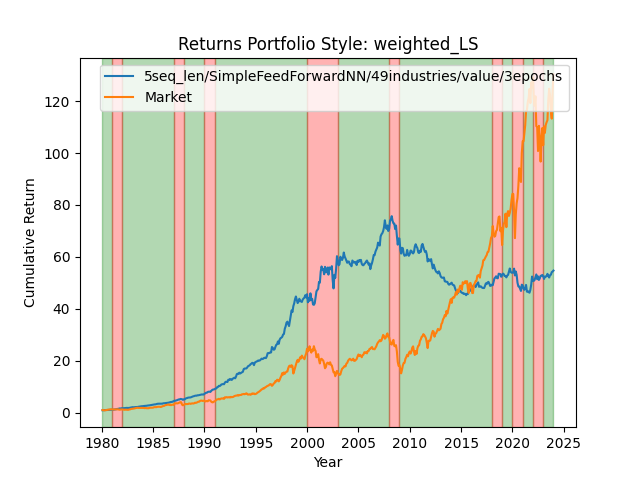 Returns Portfolio Style: weighted_LS
5seq_len/SimpleFeedForwardNN/49industries/value/3epochs
Market
Cumulative Return
120
100
80
60
40
20
0
1980 1985 1990 1995 2000 2005 2010 2015 2020 2025
Year